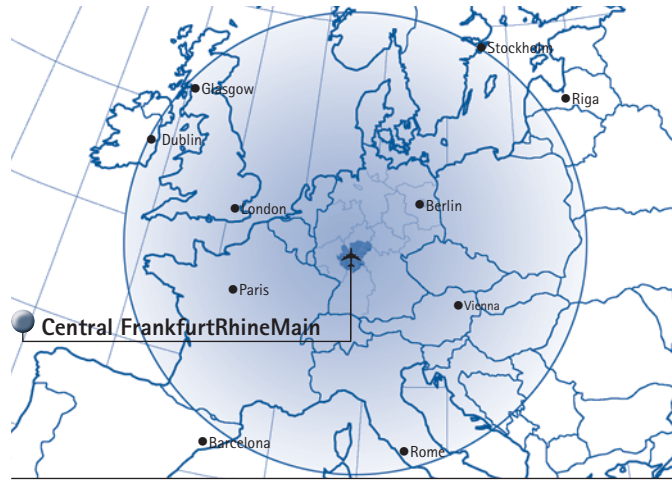 Stockholm
Glasgow
Riga
Dublin
London
Berlin
Paris
Vienna
Central FrankfurtRhineMain
Barcelona
Rome